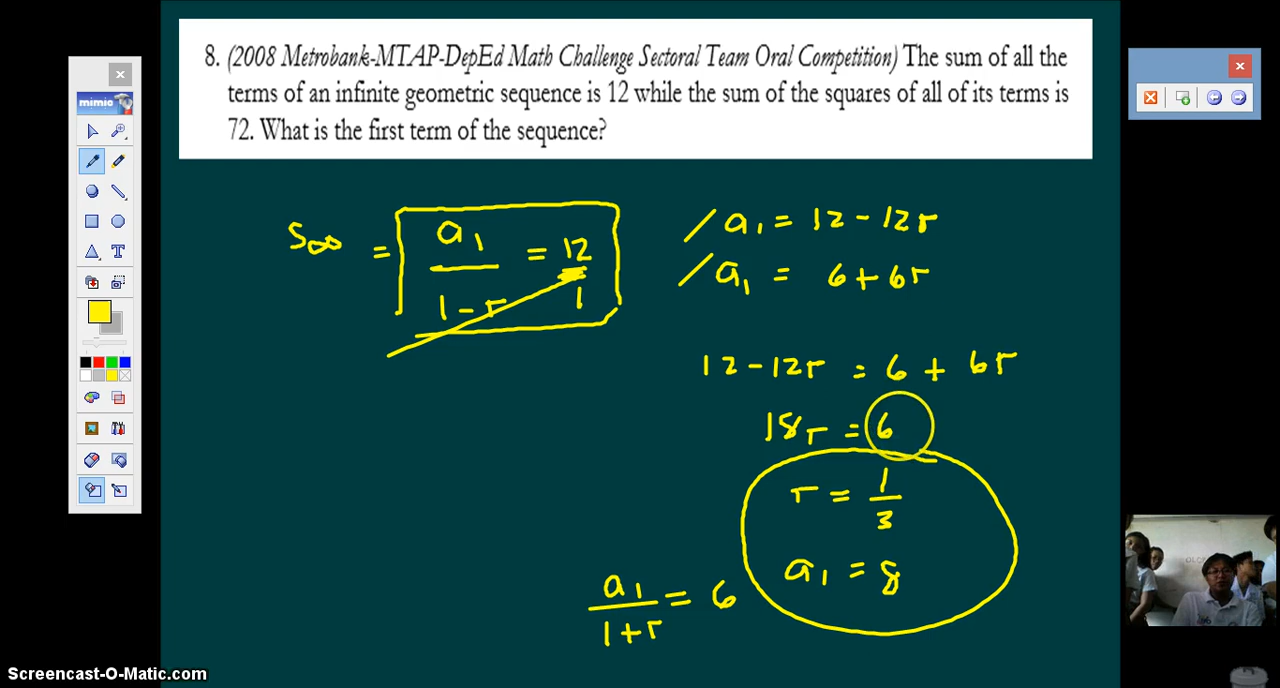 8. (2008 Metrobank-MTAP-DepEd Math Challenge Sectoral Team Oral Competition) The sum of all the
terms of an infinite geometric sequence is 12 while the sum of the squares of all of its terms is
72. What is the first term of the sequence?
mimio
T
S∞ = a₁ / 1 - r = 12 / 1
/ a₁ = 12 - 12r
/ a₁ = 6 + 6r
12 - 12r = 6 + 6r
18r = 6
r = 1/3
a₁ = 8
a₁ / 1 + r = 6
Screencast-O-Matic.com